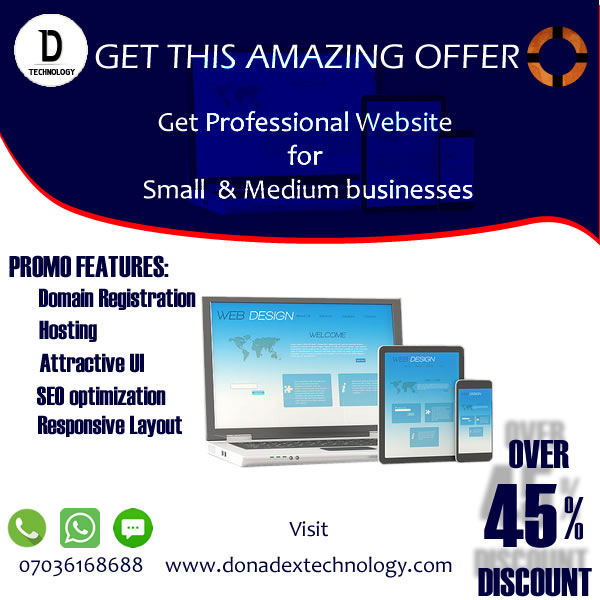 D
TECHNOLOGY
GET THIS AMAZING OFFER
Get Professional Website
for
Small & Medium businesses
PROMO FEATURES:
Domain Registration
Hosting
Attractive UI
SEO optimization
Responsive Layout
WEB DESIGN
WELCOME
WEB DESIGN
DESIGN
OVER
45%
DISCOUNT
Visit
07036168688
www.donadextechnology.com